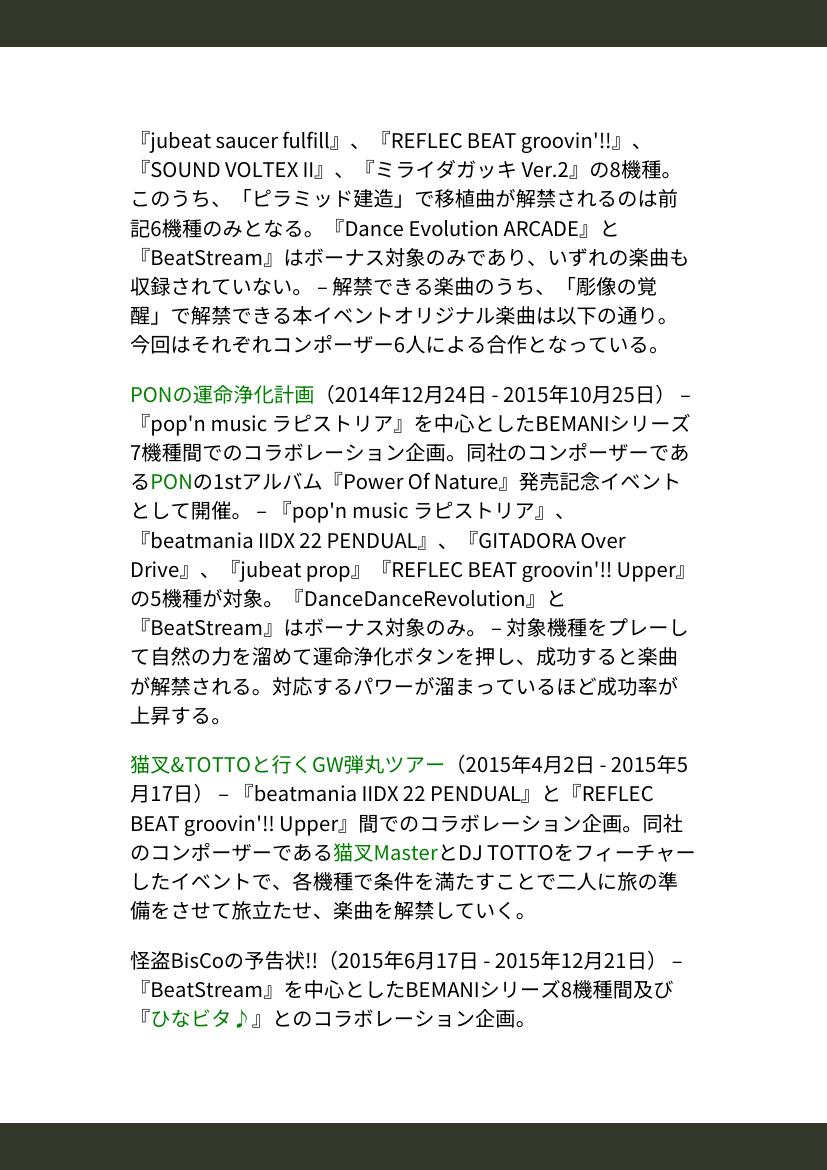 『jubeat saucer fulfill』、『REFLEC BEAT groovin'!!』、
『SOUND VOLTEX II』、『ミライダガッキ Ver.2』の8機種。
このうち、「ピラミッド建造」で移植曲が解禁されるのは前
記6機種のみとなる。『Dance Evolution ARCADE』と
『BeatStream』はボーナス対象のみであり、いずれの楽曲も
収録されていない。 – 解禁できる楽曲のうち、「彫像の覚
醒」で解禁できる本イベントオリジナル楽曲は以下の通り。
今回はそれぞれコンポーザー6人による合作となっている。
PONの運命浄化計画（2014年12月24日 - 2015年10月25日） –
『pop'n music ラピストリア』を中心としたBEMANIシリーズ
7機種間でのコラボレーション企画。同社のコンポーザーであ
るPONの1stアルバム『Power Of Nature』発売記念イベント
として開催。 – 『pop'n music ラピストリア』、
『beatmania IIDX 22 PENDUAL』、『GITADORA Over
Drive』、『jubeat prop』『REFLEC BEAT groovin'!! Upper』
の5機種が対象。『DanceDanceRevolution』と
『BeatStream』はボーナス対象のみ。 – 対象機種をプレーし
て自然の力を溜めて運命浄化ボタンを押し、成功すると楽曲
が解禁される。対応するパワーが溜まっているほど成功率が
上昇する。
猫叉&TOTTOと行くGW弾丸ツアー（2015年4月2日 - 2015年5
月17日） – 『beatmania IIDX 22 PENDUAL』と『REFLEC
BEAT groovin'!! Upper』間でのコラボレーション企画。同社
のコンポーザーである猫叉MasterとDJ TOTTOをフィーチャー
したイベントで、各機種で条件を満たすことで二人に旅の準
備をさせて旅立たせ、楽曲を解禁していく。
怪盗BisCoの予告状!!（2015年6月17日 - 2015年12月21日） –
『BeatStream』を中心としたBEMANIシリーズ8機種間及び
『ひなビタ♪』とのコラボレーション企画。